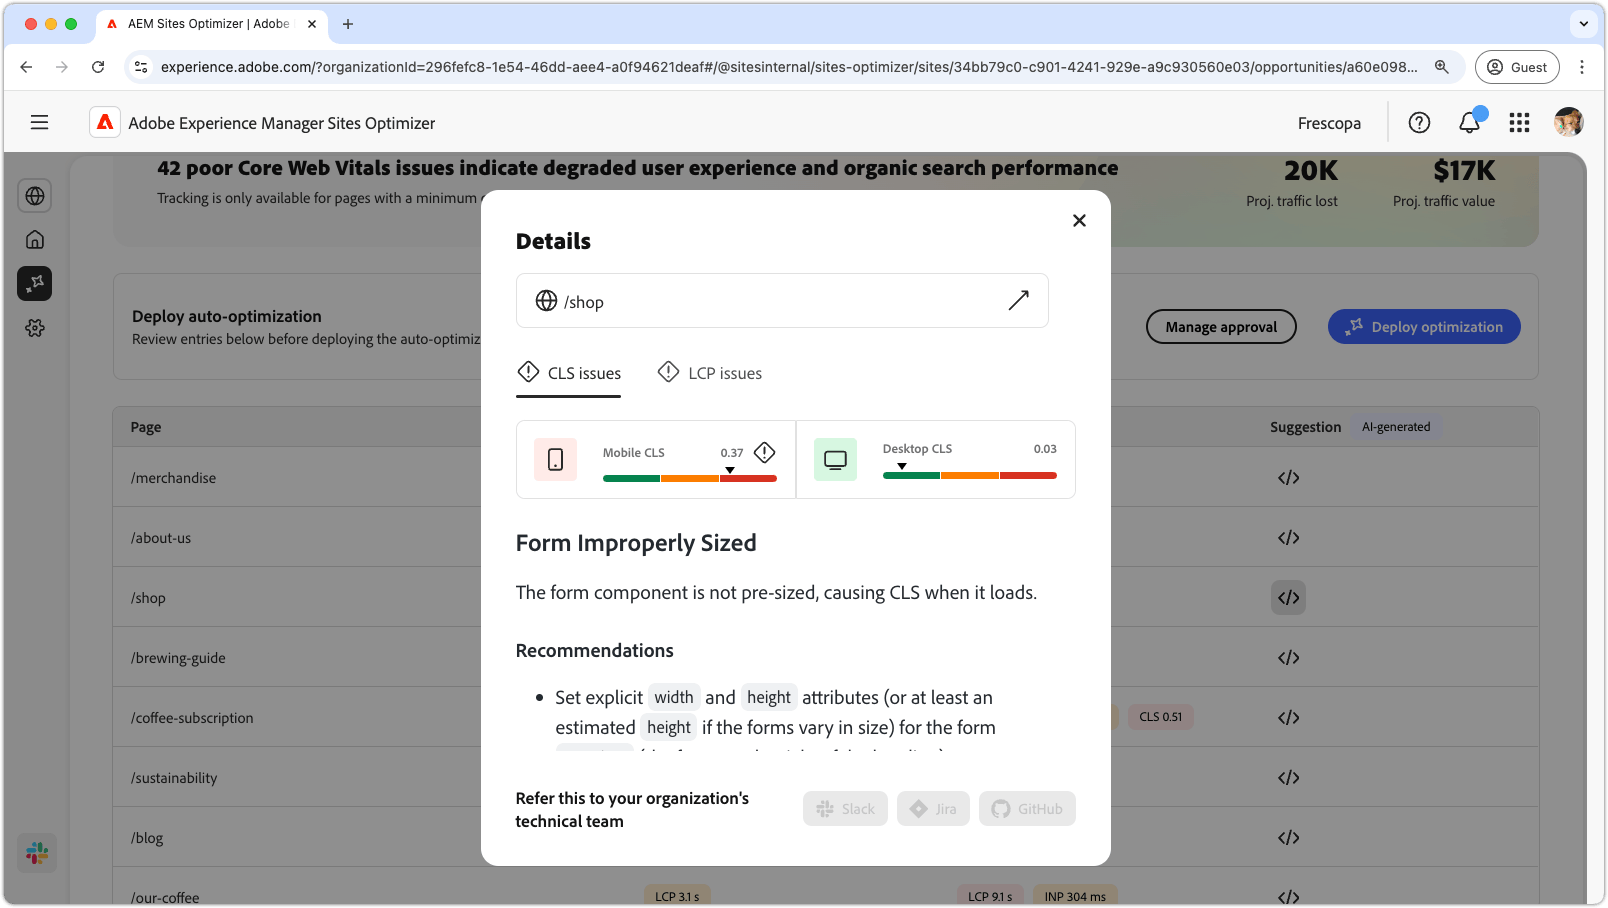 AEM Sites Optimizer | Adobe
experience.adobe.com/?organizationId=296fefc8-1e54-46dd-aee4-a0f94621deaf#/@sitesinternal/sites-optimizer/sites/34bb79c0-c901-4241-929e-a9c930560e03/opportunities/a60e098...
Guest
Adobe Experience Manager Sites Optimizer
Frescopa
42 poor Core Web Vitals issues indicate degraded user experience and organic search performance
20K
$17K
Tracking is only available for pages with a minimum
Proj. traffic lost
Proj. traffic value
Details
/shop
Deploy auto-optimization
Review entries below before deploying the auto-optimiz
Manage approval
Deploy optimization
CLS issues
LCP issues
Page
Suggestion
AI-generated
Mobile CLS
0.37
Desktop CLS
0.03
/merchandise
</>
/about-us
</>
Form Improperly Sized
The form component is not pre-sized, causing CLS when it loads.
/shop
</>
Recommendations
/brewing-guide
</>
• Set explicit width and height attributes (or at least an
estimated height if the forms vary in size) for the form
/coffee-subscription
CLS 0.51
</>
/sustainability
</>
Refer this to your organization's
technical team
Slack
Jira
GitHub
/blog
</>
/our-coffee
LCP 3.1 s
LCP 9.1 s
INP 304 ms
</>